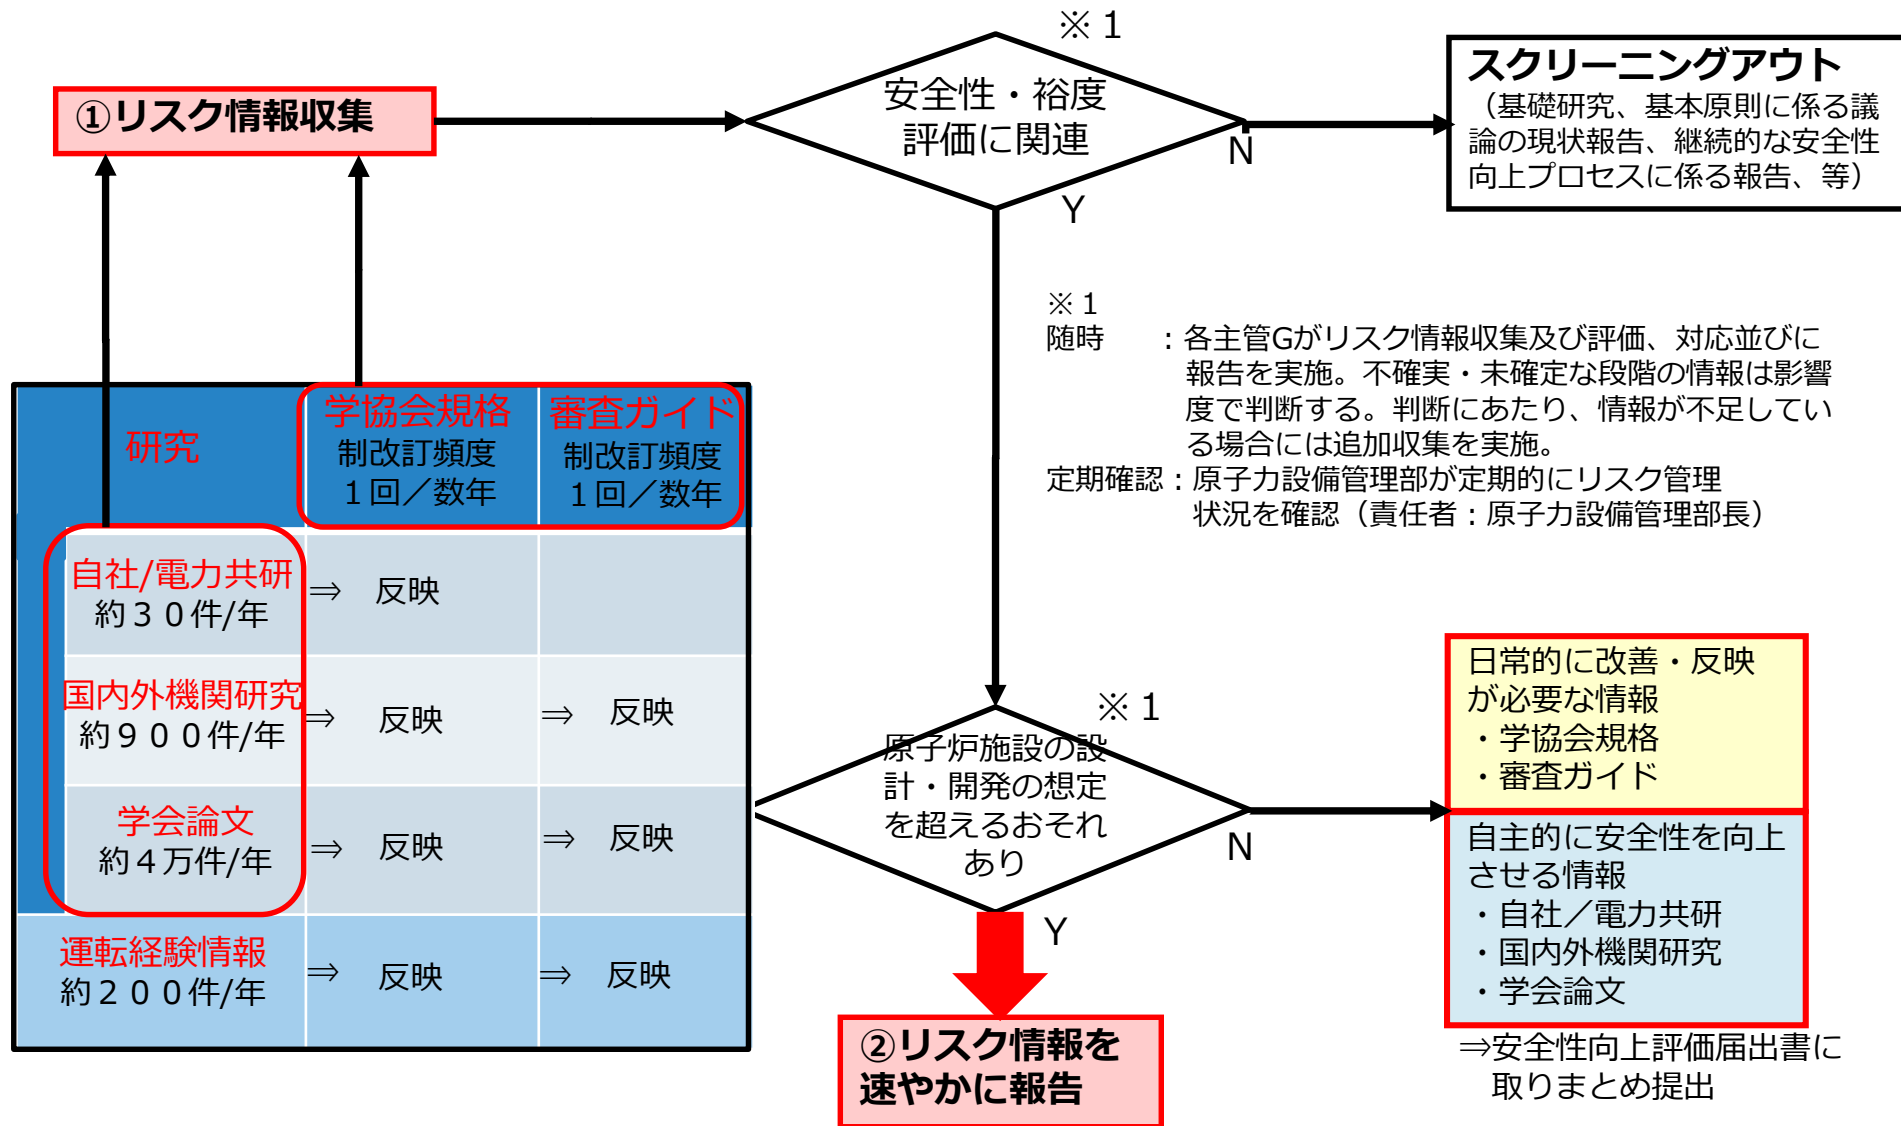 ①リスク情報収集
※１
安全性・裕度
評価に関連
N
Y
スクリーニングアウト
（基礎研究、基本原則に係る議
論の現状報告、継続的な安全性
向上プロセスに係る報告、等）
※１
随時　　：各主管Gがリスク情報収集及び評価、対応並びに
報告を実施。不確実・未確定な段階の情報は影響
度で判断する。判断にあたり、情報が不足してい
る場合には追加収集を実施。
定期確認：原子力設備管理部が定期的にリスク管理
状況を確認（責任者：原子力設備管理部長）
研究
学協会規格
制改訂頻度
１回／数年
審査ガイド
制改訂頻度
１回／数年
自社/電力共研
約３０件/年
⇒　反映
国内外機関研究
約９００件/年
⇒　反映
⇒　反映
学会論文
約４万件/年
⇒　反映
⇒　反映
運転経験情報
約２００件/年
⇒　反映
⇒　反映
※１
原子炉施設の設
計・開発の想定
を超えるおそれ
あり
N
Y
②リスク情報を
速やかに報告
日常的に改善・反映
が必要な情報
・学協会規格
・審査ガイド
自主的に安全性を向上
させる情報
・自社／電力共研
・国内外機関研究
・学会論文
⇒安全性向上評価届出書に
取りまとめ提出